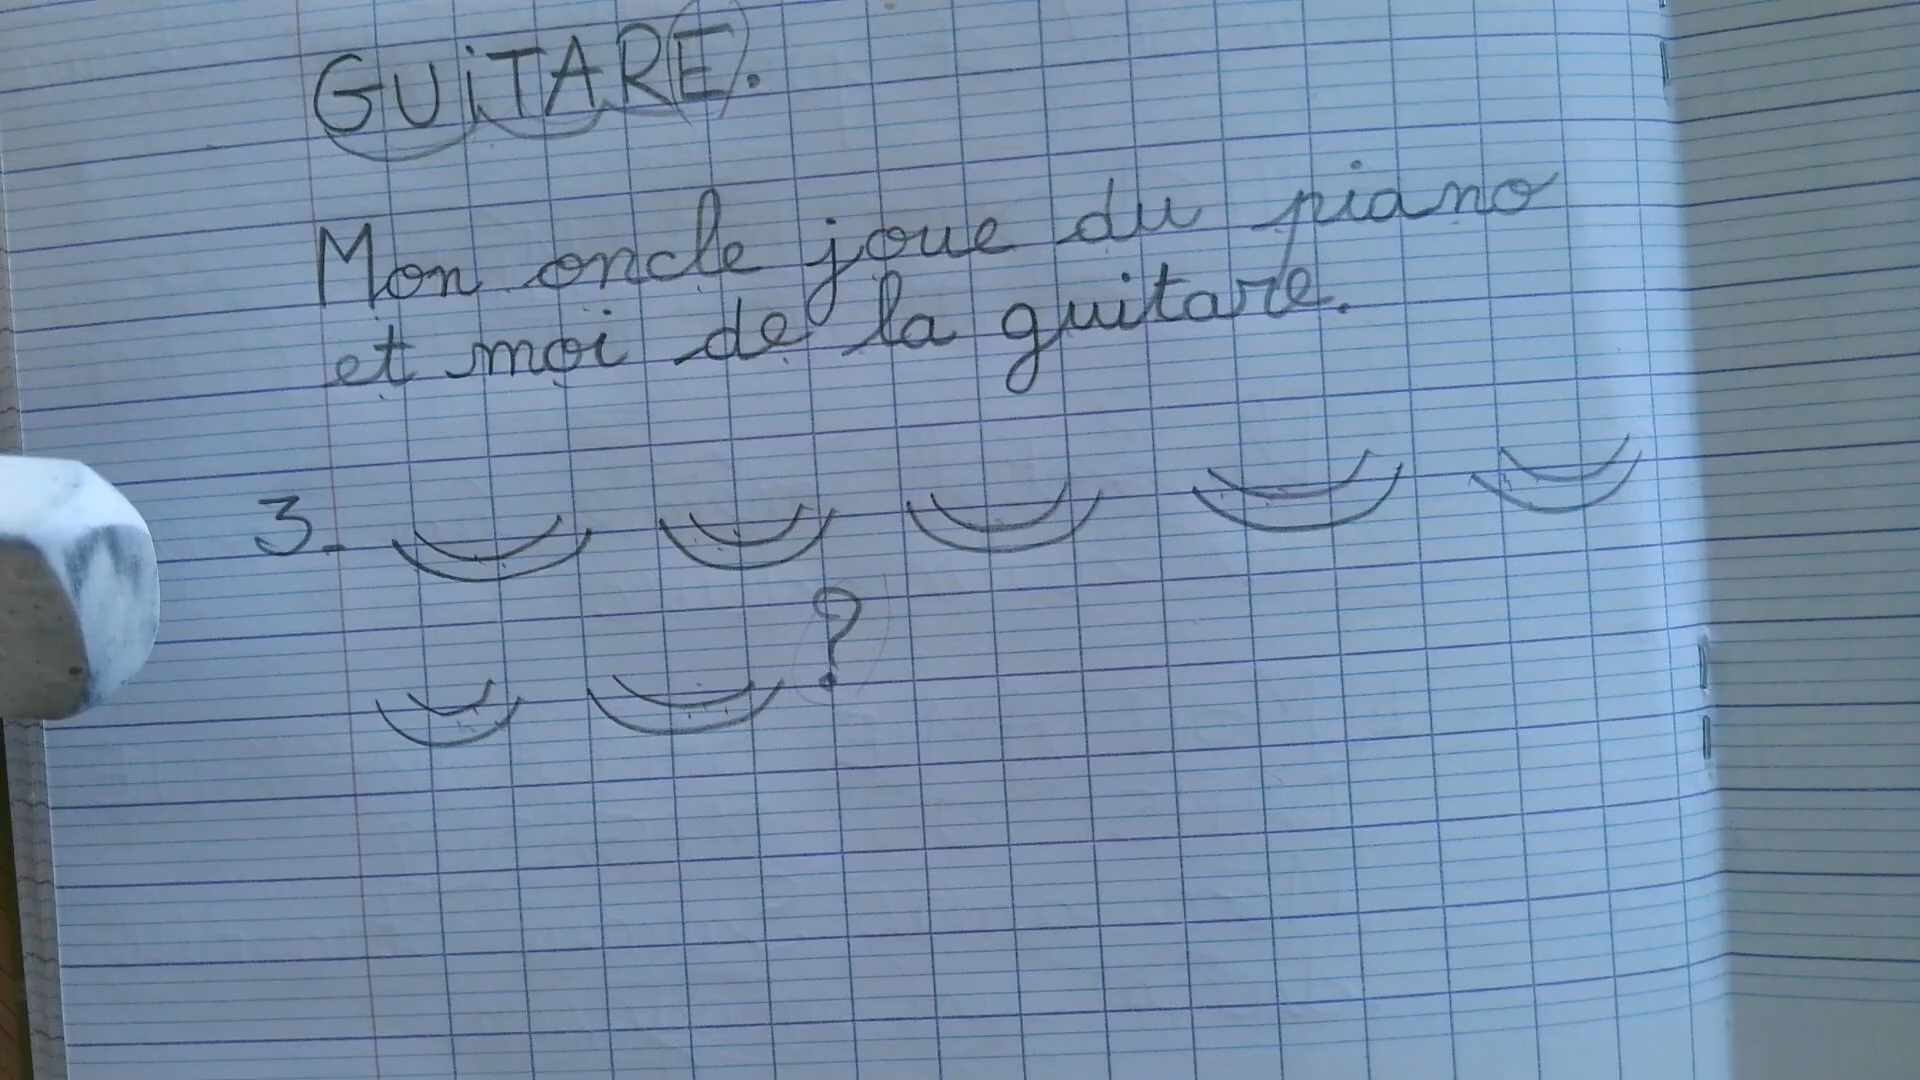 GUiTARE.
Mon oncle joue du piano
et moi de la guitare.
3.
?